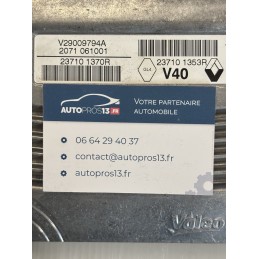 V29009794A
2071 061001
23710 1370R
23710 1353R
V40
AUTOPROS13.FR
VOTRE PARTENAIRE
AUTOMOBILE
06 64 29 40 37
contact@autopros13.fr
autopros13.fr
Valeo